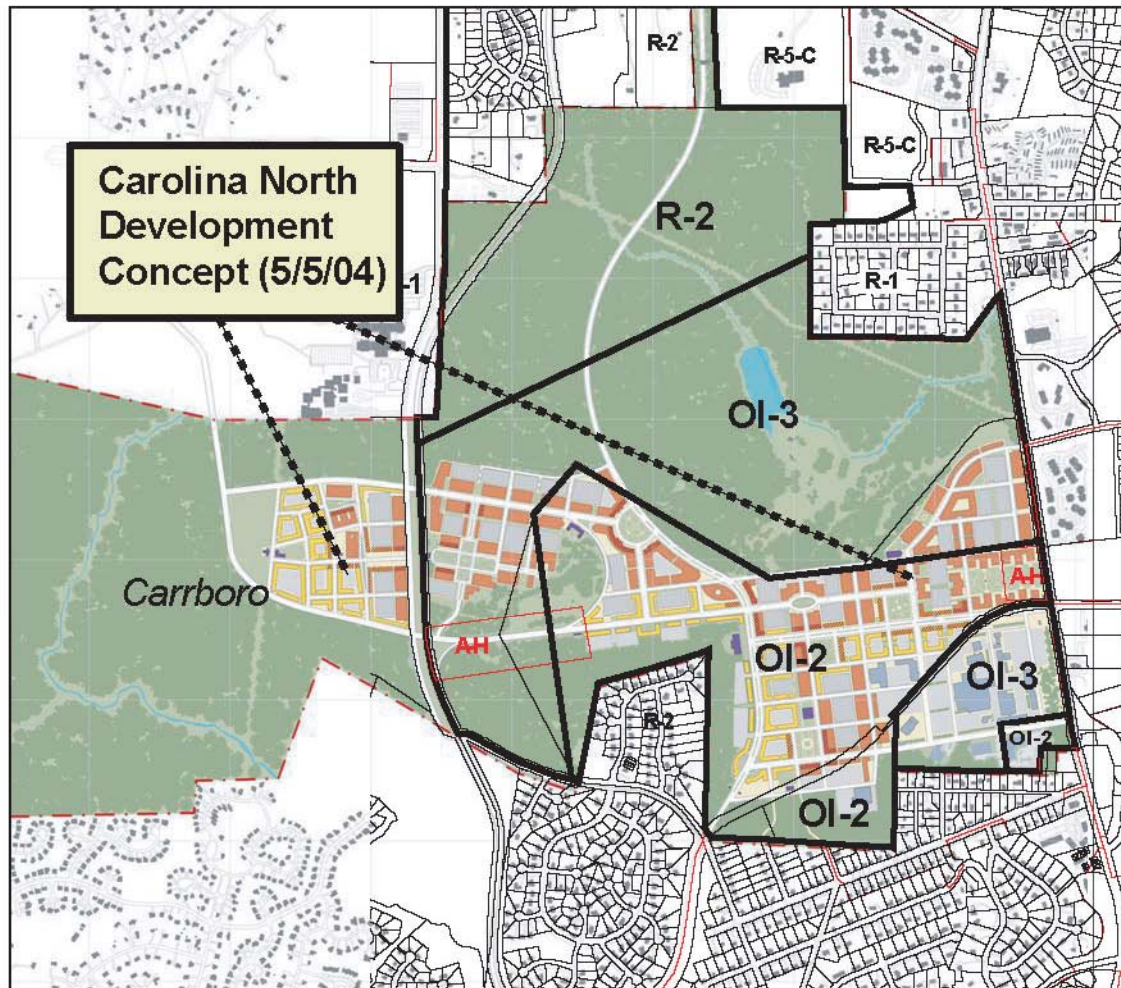 R-2
R-5-C
R-5-C
Carolina North
Development
Concept (5/5/04)
-1
R-2
R-1
OI-3
Carrboro
AH
AH
OI-2
OI-3
R-2
OI-2
OI-2